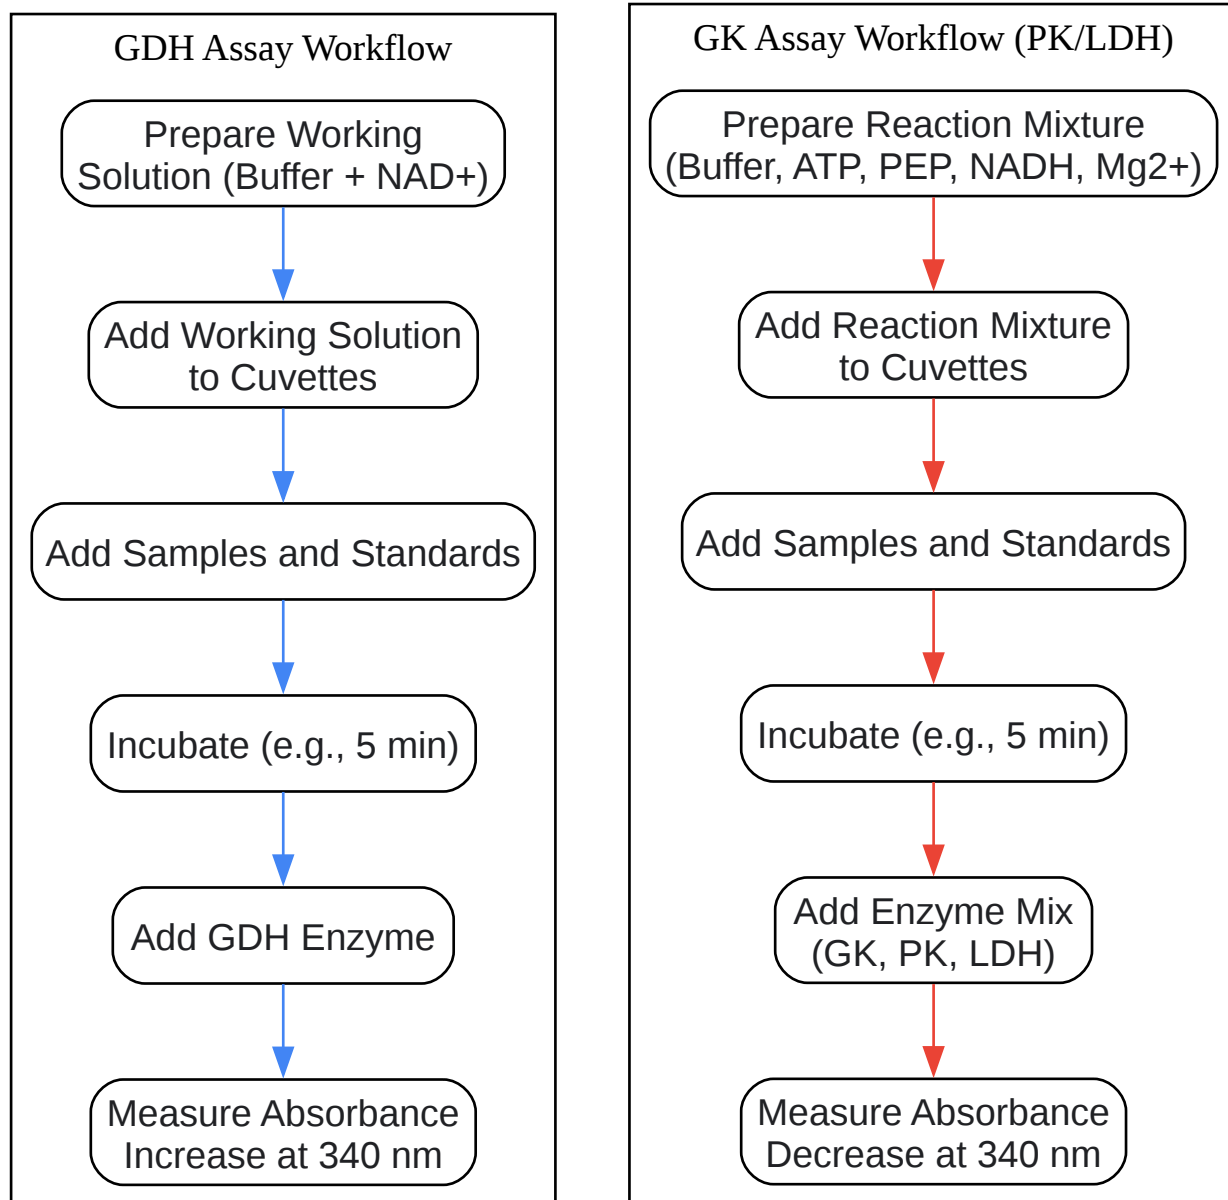 GDH Assay Workflow
Prepare Working
Solution (Buffer + NAD+)
Add Working Solution
to Cuvettes
Add Samples and Standards
Incubate (e.g., 5 min)
Add GDH Enzyme
Measure Absorbance
Increase at 340 nm
GK Assay Workflow (PK/LDH)
Prepare Reaction Mixture
(Buffer, ATP, PEP, NADH, Mg2+)
Add Reaction Mixture
to Cuvettes
Add Samples and Standards
Incubate (e.g., 5 min)
Add Enzyme Mix
(GK, PK, LDH)
Measure Absorbance
Decrease at 340 nm